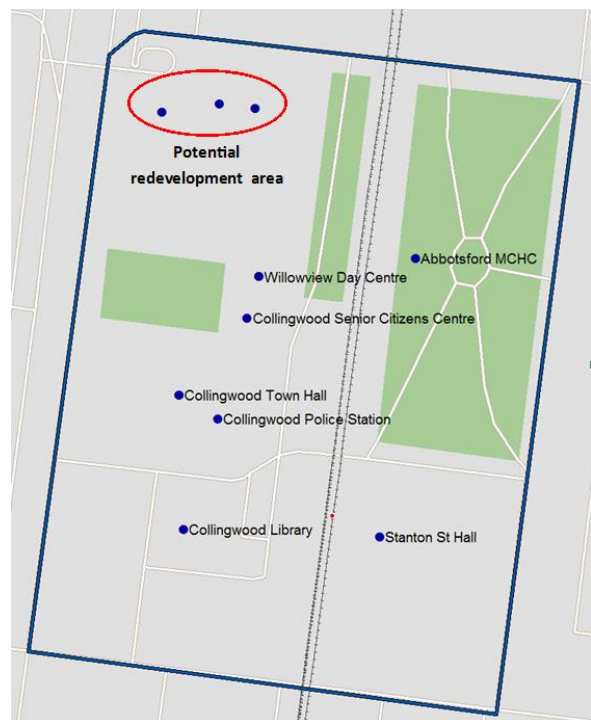 Potential
redevelopment area
Abbotsford MCHC
Willowview Day Centre
Collingwood Senior Citizens Centre
Collingwood Town Hall
Collingwood Police Station
Collingwood Library
Stanton St Hall